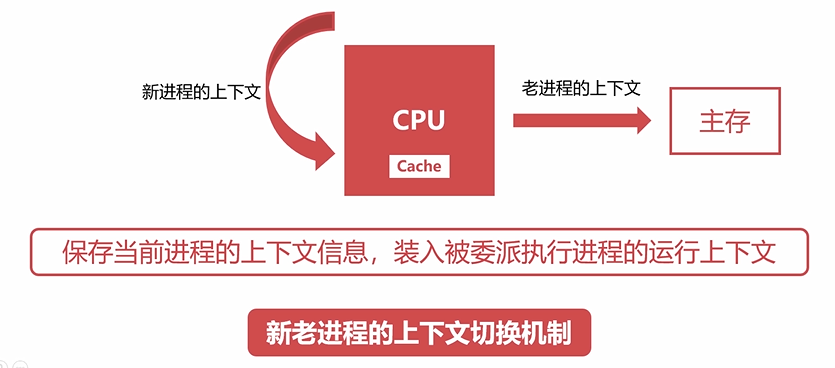 新进程的上下文
CPU
Cache
老进程的上下文
主存
保存当前进程的上下文信息，装入被委派执行进程的运行上下文
新老进程的上下文切换机制